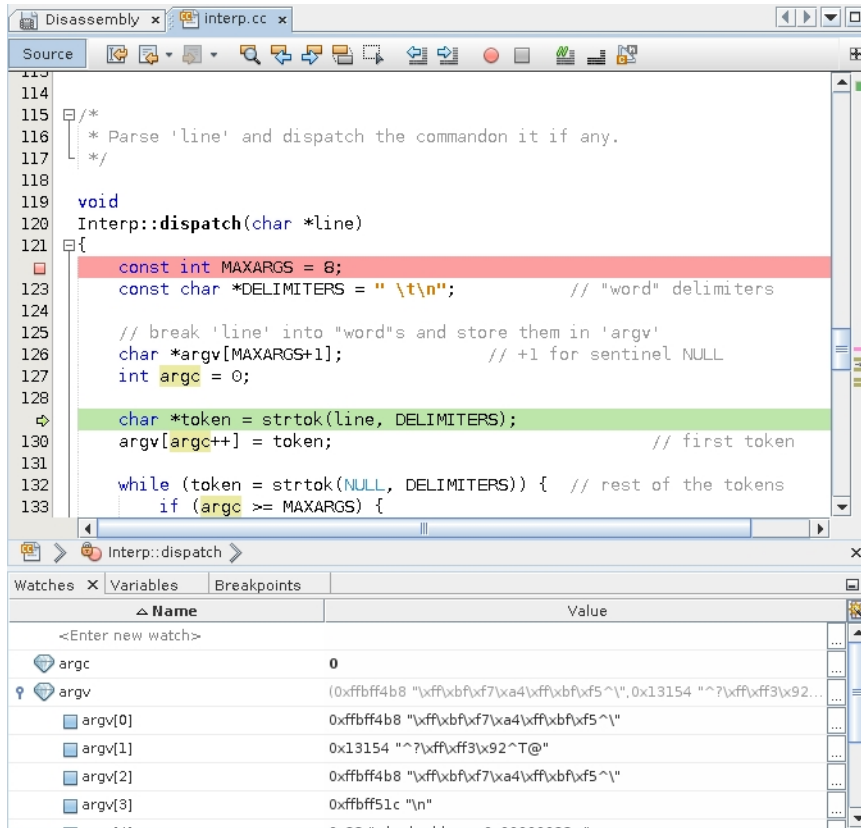 Disassembly x interp.cc x
Source
113
114
115 /*
116 * Parse 'line' and dispatch the commandon it if any.
117 */
118
119 void
120 Interp::dispatch(char *line)
121 {
const int MAXARGS = 8;
123 const char *DELIMITERS = " \t\n"; // "word" delimiters
124
125 // break 'line' into "word"s and store them in 'argv'
126 char *argv[MAXARGS+1]; // +1 for sentinel NULL
127 int argc = 0;
128
char *token = strtok(line, DELIMITERS);
130 argv[argc++] = token; // first token
131
132 while (token = strtok(NULL, DELIMITERS)) { // rest of the tokens
133 if (argc >= MAXARGS) {
Interp::dispatch
Watches X Variables Breakpoints
Name Value
<Enter new watch> ...
argc 0 ...
argv (0xffbff4b8 "\xff\xbf\xf7\xa4\xff\xbf\xf5^\",0x13154 "^?\xff\xff3\x92... ...
argv[0] 0xffbff4b8 "\xff\xbf\xf7\xa4\xff\xbf\xf5^\" ...
argv[1] 0x13154 "^?\xff\xff3\x92^T@" ...
argv[2] 0xffbff4b8 "\xff\xbf\xf7\xa4\xff\xbf\xf5^\" ...
argv[3] 0xffbff51c "\n" ...